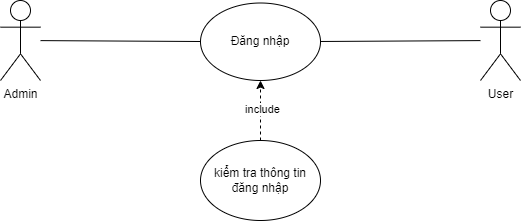 Đăng nhập
Admin
User
include
kiểm tra thông tin
đăng nhập